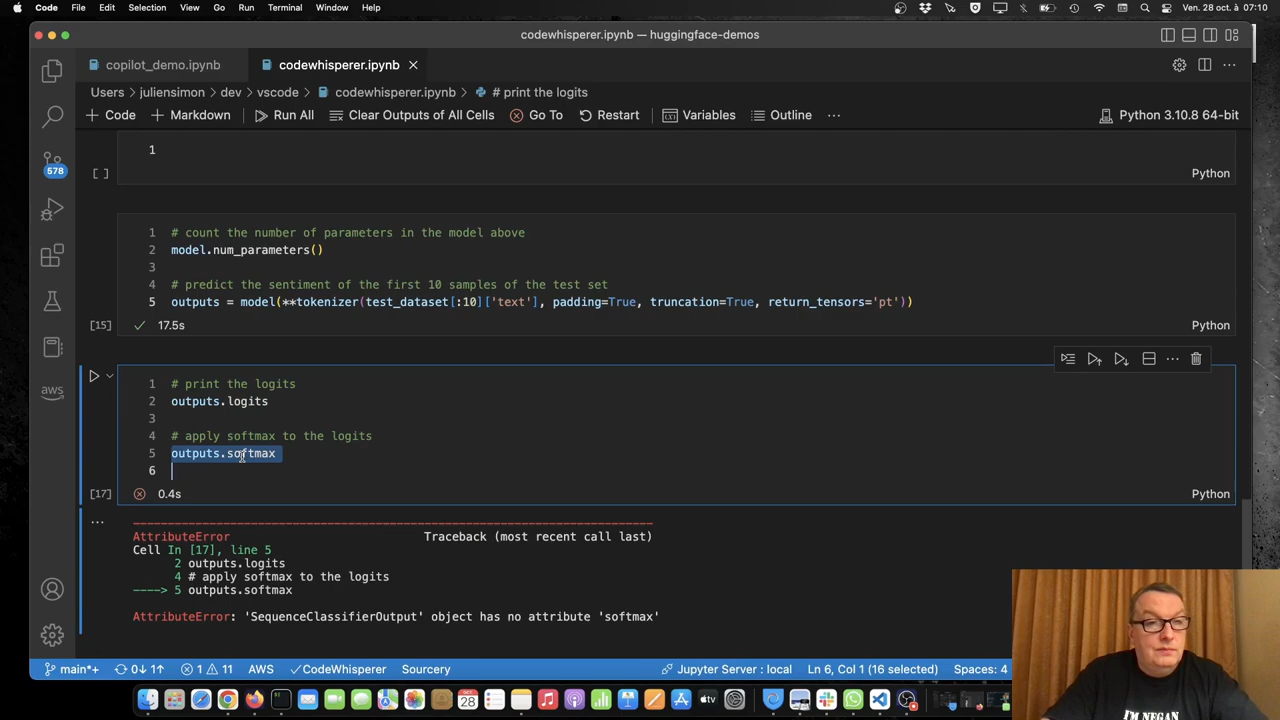 Code File Edit Selection View Go Run Terminal Window Help Ven. 28 oct. à 07:10
codewhisperer.ipynb — huggingface-demos
copilot_demo.ipynb codewhisperer.ipynb
Users > juliensimon > dev > vscode > codewhisperer.ipynb > # print the logits
+ Code + Markdown Run All Clear Outputs of All Cells Go To Restart Variables Outline ... Python 3.10.8 64-bit
1
[ ] Python
578
1 # count the number of parameters in the model above
2 model.num_parameters()
3
4 # predict the sentiment of the first 10 samples of the test set
5 outputs = model(**tokenizer(test_dataset[:10]['text'], padding=True, truncation=True, return_tensors='pt'))
[15] 17.5s Python
aws
1 # print the logits
2 outputs.logits
3
4 # apply softmax to the logits
5 outputs.softmax
6
[17] 0.4s Python
...
AttributeError Traceback (most recent call last)
Cell In [17], line 5
2 outputs.logits
4 # apply softmax to the logits
----> 5 outputs.softmax
AttributeError: 'SequenceClassifierOutput' object has no attribute 'softmax'
main*+ 0↓ 1↑ 1 11 AWS CodeWhisperer Sourcery Jupyter Server : local Ln 6, Col 1 (16 selected) Spaces: 4
OCT
28
tv
I'M NEGAN